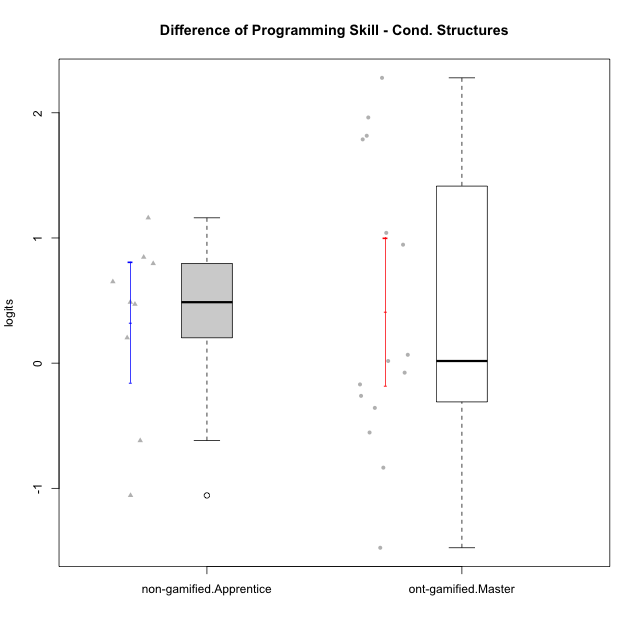 Difference of Programming Skill - Cond. Structures
logits
2
1
0
-1
non-gamified.Apprentice
ont-gamified.Master